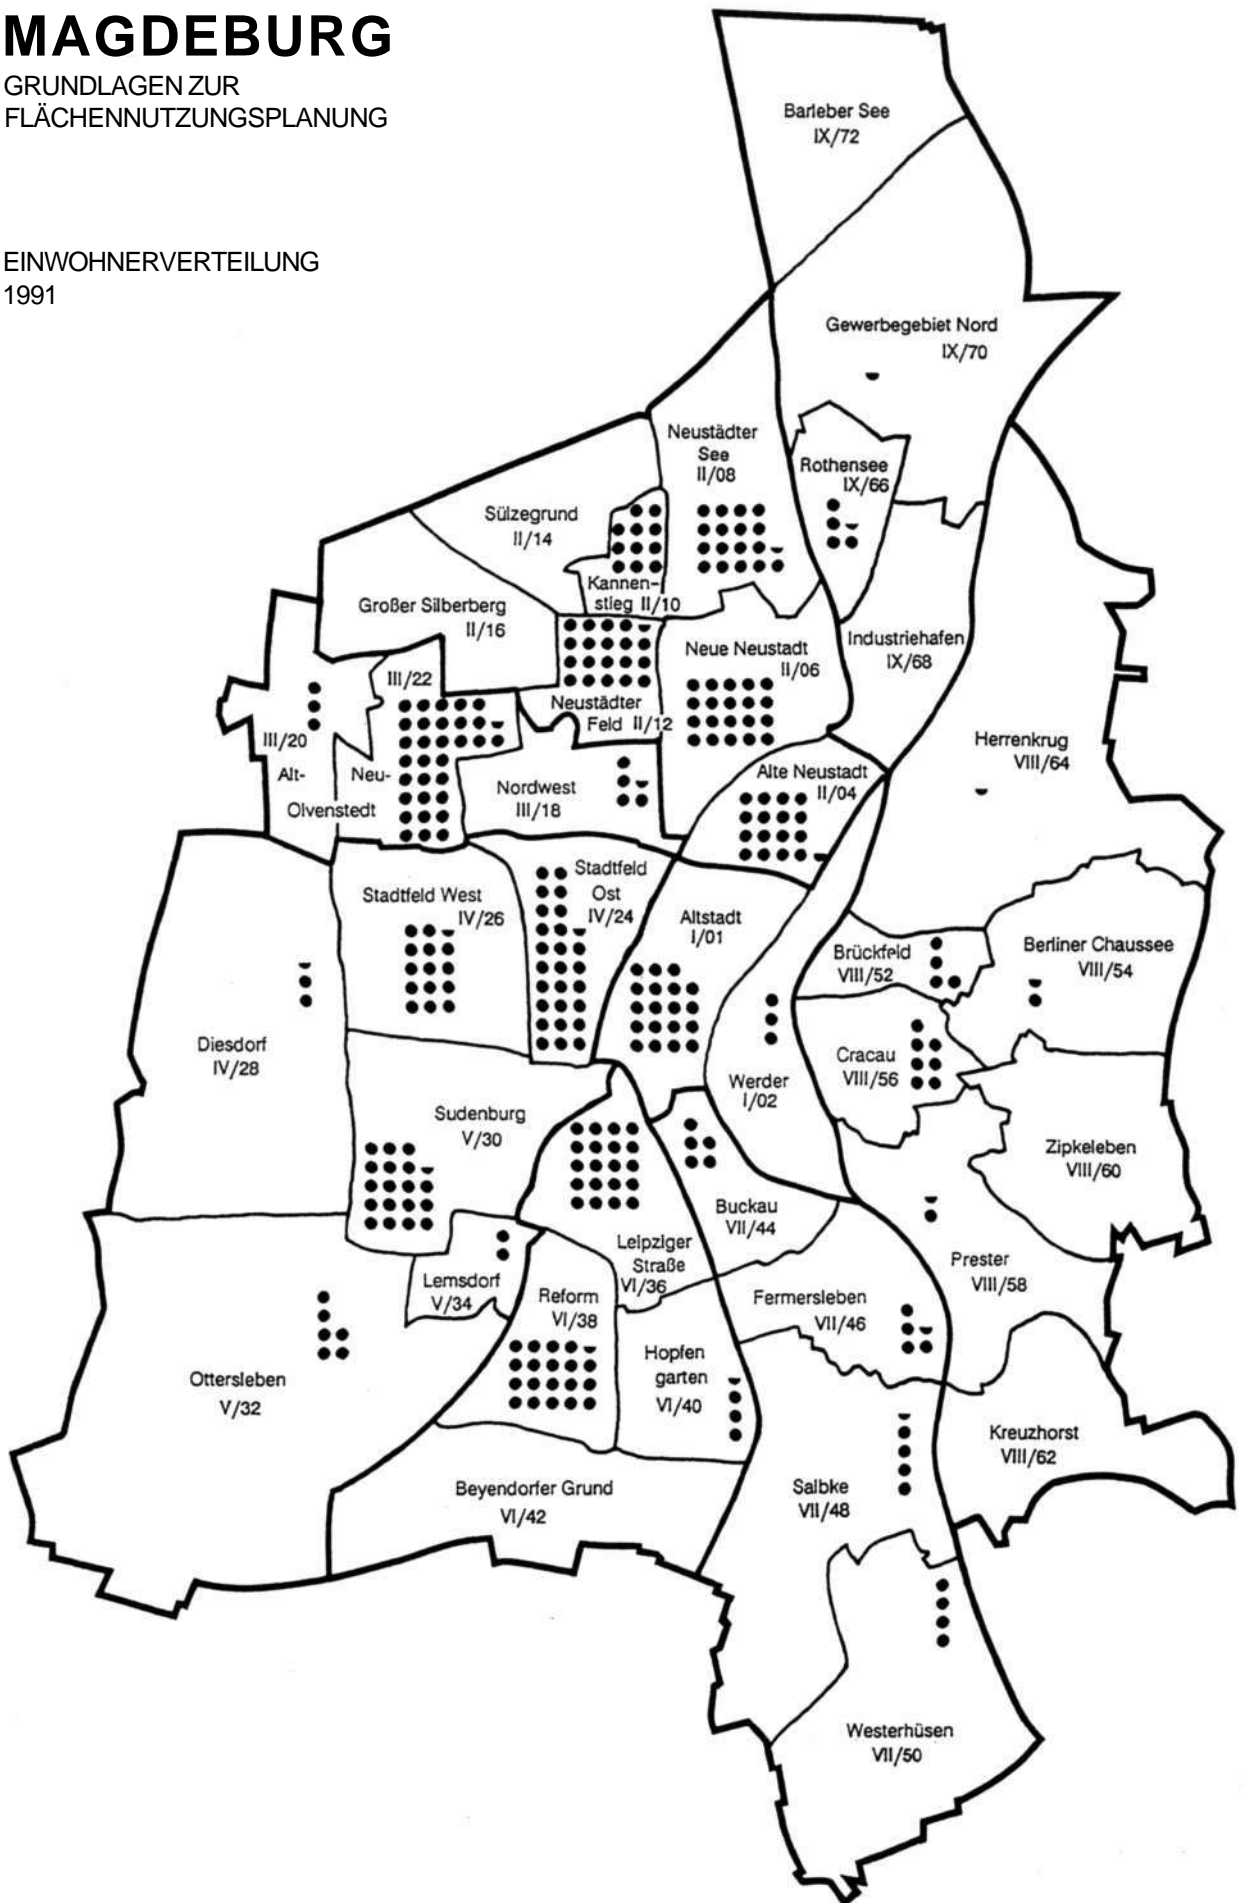 MAGDEBURG
GRUNDLAGEN ZUR
FLÄCHENNUTZUNGSPLANUNG
EINWOHNERVERTEILUNG
1991
Barleber See
IX/72
Gewerbegebiet Nord
IX/70
Neustädter
See
II/08
Rothensee
IX/66
Sülzegrund
II/14
Kannen-
stieg II/10
Großer Silberberg
II/16
Industriehafen
IX/68
Neue Neustadt
II/06
III/22
Neustädter
Feld II/12
III/20
Alt-
Neu-
Olvenstedt
Nordwest
III/18
Herrenkrug
VIII/64
Alte Neustadt
II/04
Stadtfeld
Ost
IV/24
Stadtfeld West
IV/26
Altstadt
I/01
Brückfeld
VIII/52
Berliner Chaussee
VIII/54
Diesdorf
IV/28
Cracau
VIII/56
Werder
I/02
Sudenburg
V/30
Zipkeleben
VIII/60
Buckau
VII/44
Leipziger
Straße
VI/36
Prester
VIII/58
Lemsdorf
V/34
Reform
VI/38
Fermersleben
VII/46
Hopfen
garten
VI/40
Ottersleben
V/32
Kreuzhorst
VIII/62
Beyendorfer Grund
VI/42
Salbke
VII/48
Westerhüsen
VII/50